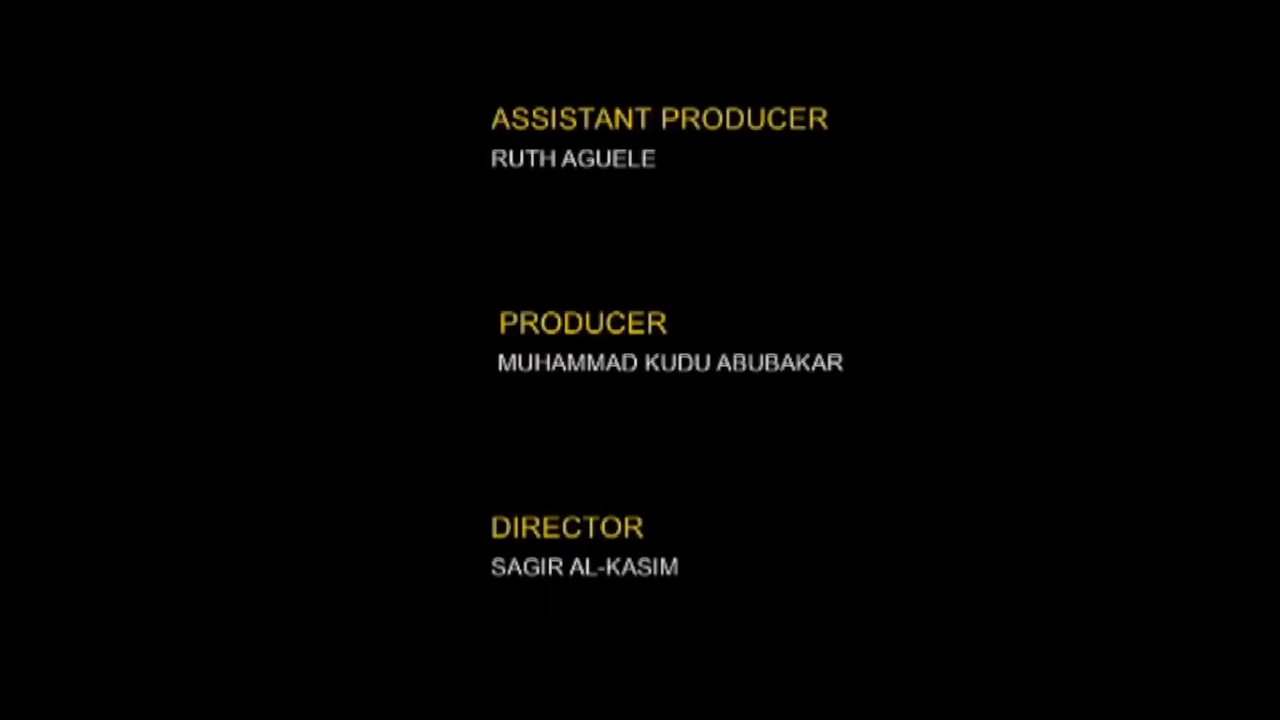 ASSISTANT PRODUCER
RUTH AGUELE
PRODUCER
MUHAMMAD KUDU ABUBAKAR
DIRECTOR
SAGIR AL-KASIM